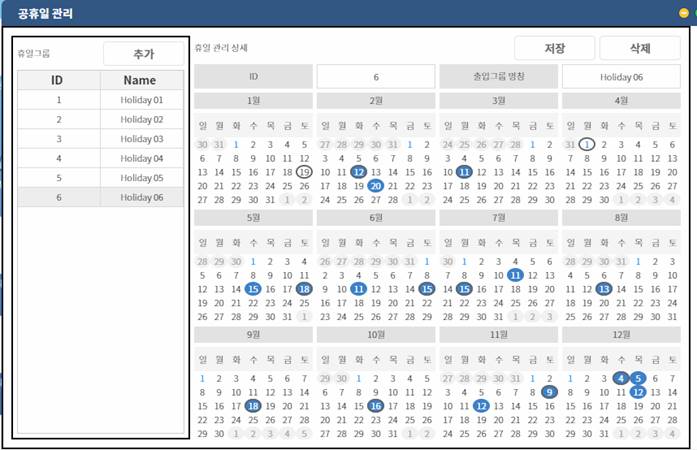 공휴일 관리
휴일그룹
추가
ID Name
1 Holiday 01
2 Holiday 02
3 Holiday 03
4 Holiday 04
5 Holiday 05
6 Holiday 06
휴일 관리 상세
저장 삭제
ID 6 출입그룹 명칭 Holiday 06
1월 2월 3월 4월
일 월 화 수 목 금 토 일 월 화 수 목 금 토 일 월 화 수 목 금 토 일 월 화 수 목 금 토
30 31 1 2 3 4 5 27 28 29 30 31 1 2 24 25 26 27 28 1 2 31 1 2 3 4 5 6
6 7 8 9 10 11 12 3 4 5 6 7 8 9 3 4 5 6 7 8 9 7 8 9 10 11 12 13
13 14 15 16 17 18 19 10 11 12 13 14 15 16 10 11 12 13 14 15 16 14 15 16 17 18 19 20
20 21 22 23 24 25 26 17 18 19 20 21 22 23 17 18 19 20 21 22 23 21 22 23 24 25 26 27
27 28 29 30 31 1 2 24 25 26 27 28 1 2 24 25 26 27 28 29 30 28 29 30 1 2 3 4
5월 6월 7월 8월
일 월 화 수 목 금 토 일 월 화 수 목 금 토 일 월 화 수 목 금 토 일 월 화 수 목 금 토
28 29 30 1 2 3 4 26 27 28 29 30 31 1 30 1 2 3 4 5 6 28 29 30 31 1 2 3
5 6 7 8 9 10 11 2 3 4 5 6 7 8 7 8 9 10 11 12 13 4 5 6 7 8 9 10
12 13 14 15 16 17 18 9 10 11 12 13 14 15 14 15 16 17 18 19 20 11 12 13 14 15 16 17
19 20 21 22 23 24 25 16 17 18 19 20 21 22 21 22 23 24 25 26 27 18 19 20 21 22 23 24
26 27 28 29 30 31 1 23 24 25 26 27 28 29 28 29 30 31 1 2 3 25 26 27 28 29 30 31
9월 10월 11월 12월
일 월 화 수 목 금 토 일 월 화 수 목 금 토 일 월 화 수 목 금 토 일 월 화 수 목 금 토
1 2 3 4 5 6 7 29 30 1 2 3 4 5 27 28 29 30 31 1 2 1 2 3 4 5 6 7
8 9 10 11 12 13 14 6 7 8 9 10 11 12 3 4 5 6 7 8 9 8 9 10 11 12 13 14
15 16 17 18 19 20 21 13 14 15 16 17 18 19 10 11 12 13 14 15 16 15 16 17 18 19 20 21
22 23 24 25 26 27 28 20 21 22 23 24 25 26 17 18 19 20 21 22 23 22 23 24 25 26 27 28
29 30 1 2 3 4 5 27 28 29 30 31 1 2 24 25 26 27 28 29 30 29 30 31 1 2 3 4